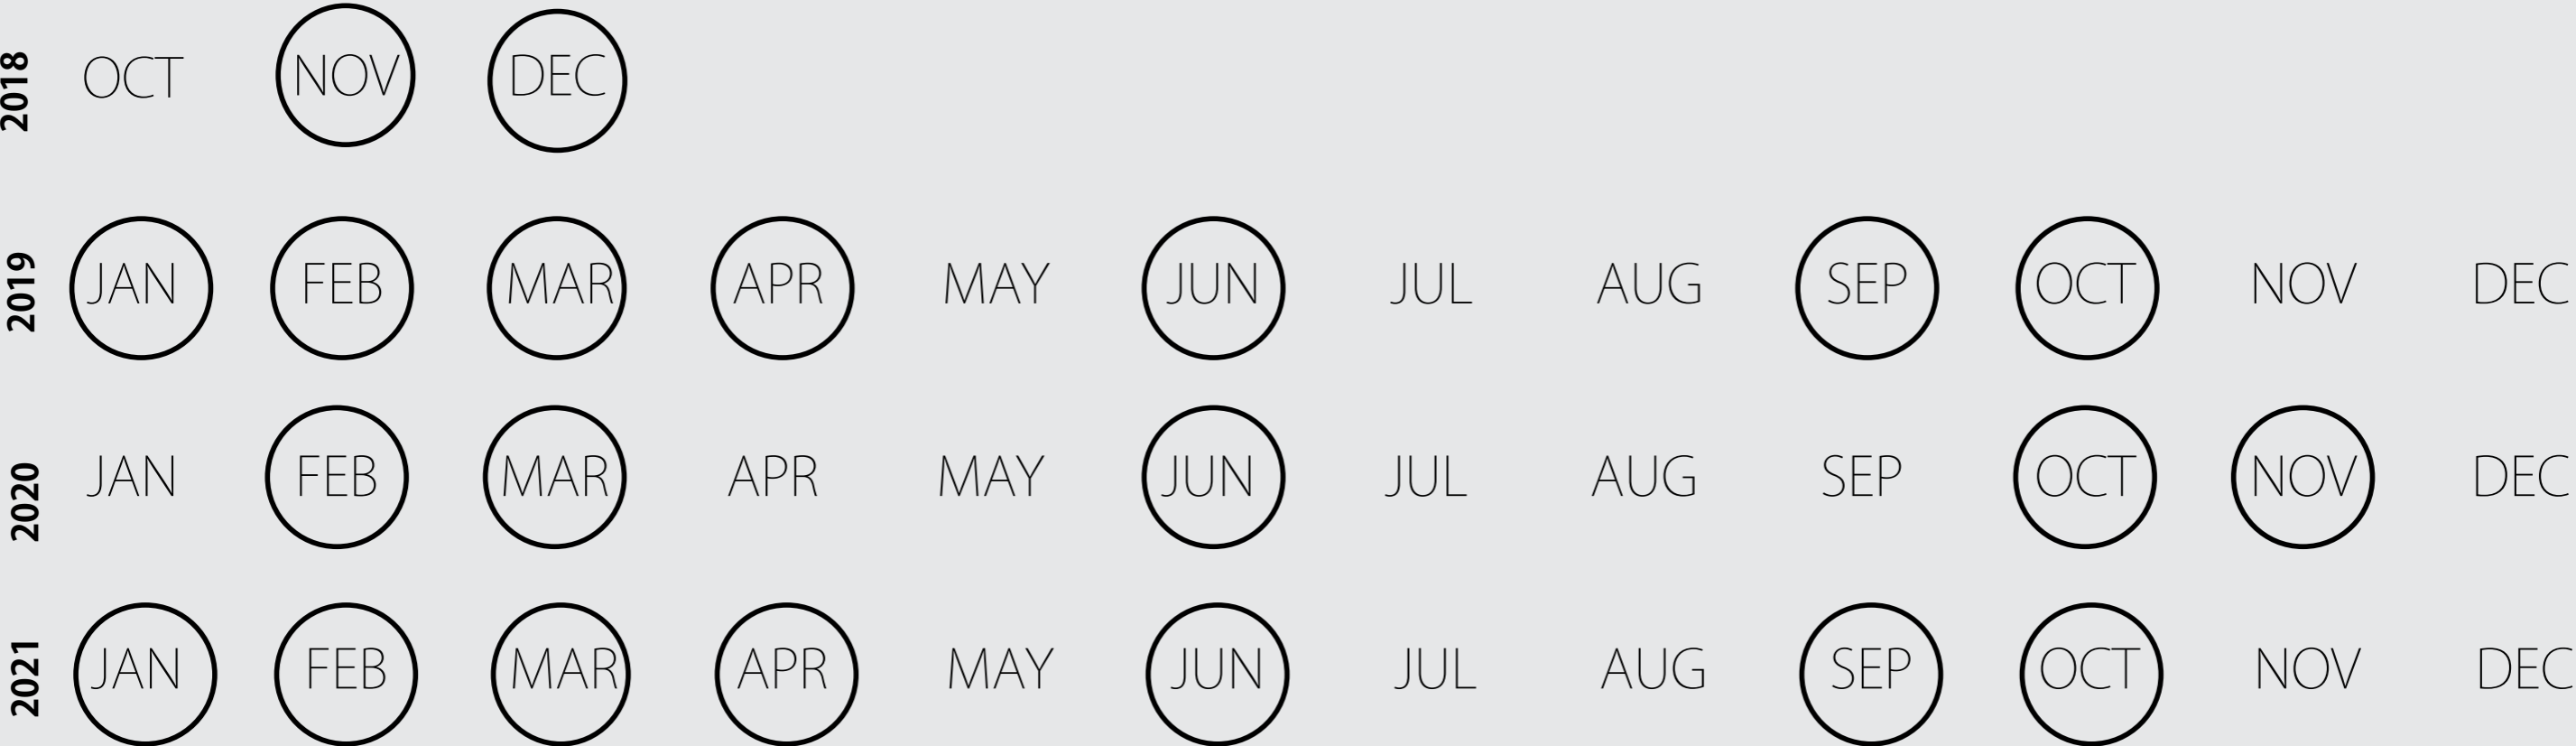 2018 OCT NOV DEC
2019 JAN FEB MAR APR MAY JUN JUL AUG SEP OCT NOV DEC
2020 JAN FEB MAR APR MAY JUN JUL AUG SEP OCT NOV DEC
2021 JAN FEB MAR APR MAY JUN JUL AUG SEP OCT NOV DEC